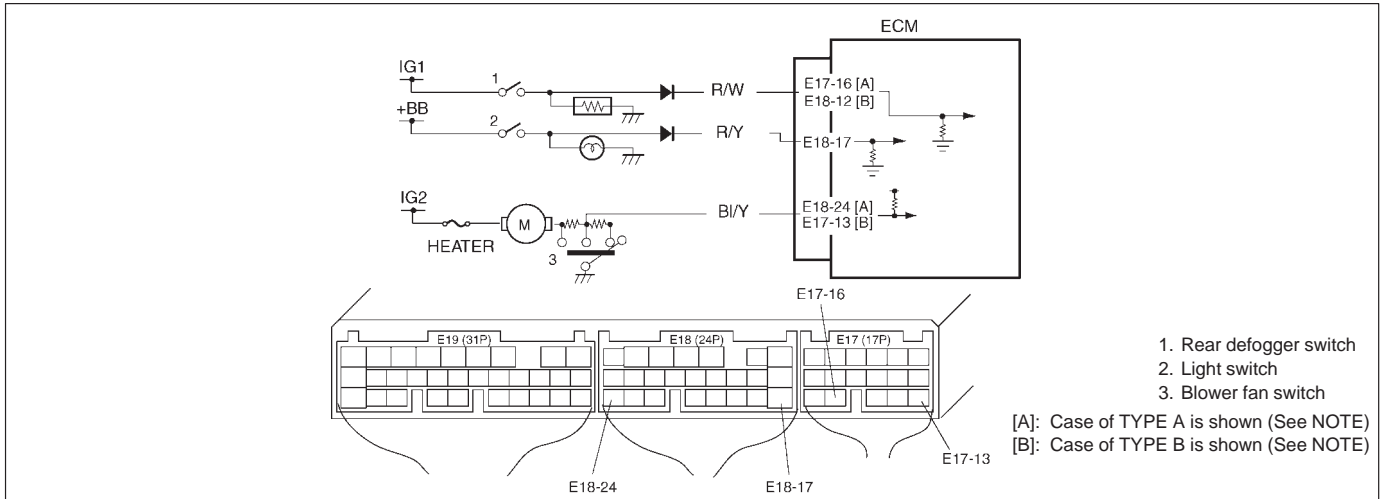 ECM
IG1
1
R/W
E17-16 [A]
E18-12 [B]
+BB
2
R/Y
E18-17
IG2
M
HEATER
3
Bl/Y
E18-24 [A]
E17-13 [B]
E17-16
E19 (31P)
E18 (24P)
E17 (17P)
E17-13
E18-24
E18-17
1. Rear defogger switch
2. Light switch
3. Blower fan switch
[A]: Case of TYPE A is shown (See NOTE)
[B]: Case of TYPE B is shown (See NOTE)